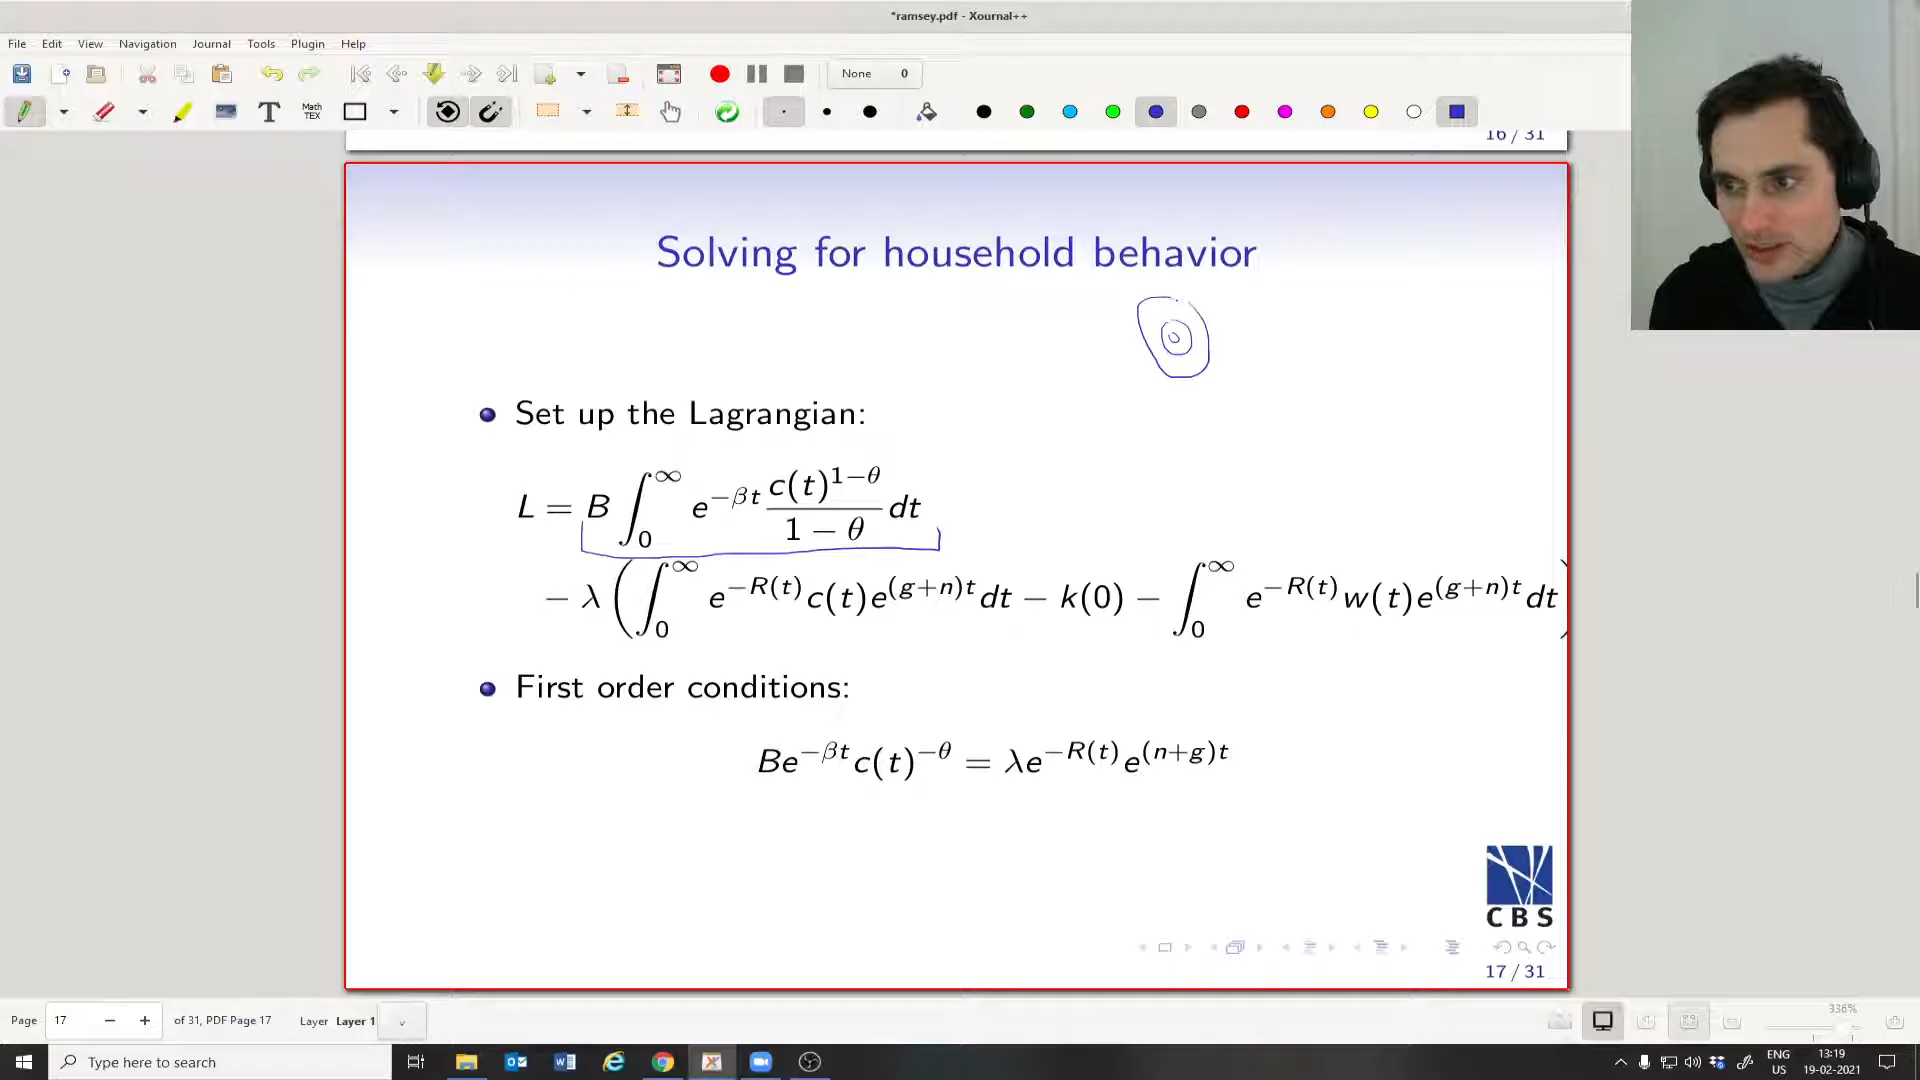 *ramsey.pdf - Xournal++
File Edit View Navigation Journal Tools Plugin Help
None 0
T Math TEX
16 / 31
Solving for household behavior
Set up the Lagrangian:
L = B ∫₀^∞ e^{−βt} c(t)^{1−θ} / (1 − θ) dt
− λ ( ∫₀^∞ e^{−R(t)} c(t)e^{(g+n)t} dt − k(0) − ∫₀^∞ e^{−R(t)} w(t)e^{(g+n)t} dt )
First order conditions:
Be^{−βt} c(t)^{−θ} = λe^{−R(t)} e^{(n+g)t}
CBS
17 / 31
Page 17 − + of 31, PDF Page 17 Layer Layer 1
336%
Type here to search
ENG
US
13:19
19-02-2021